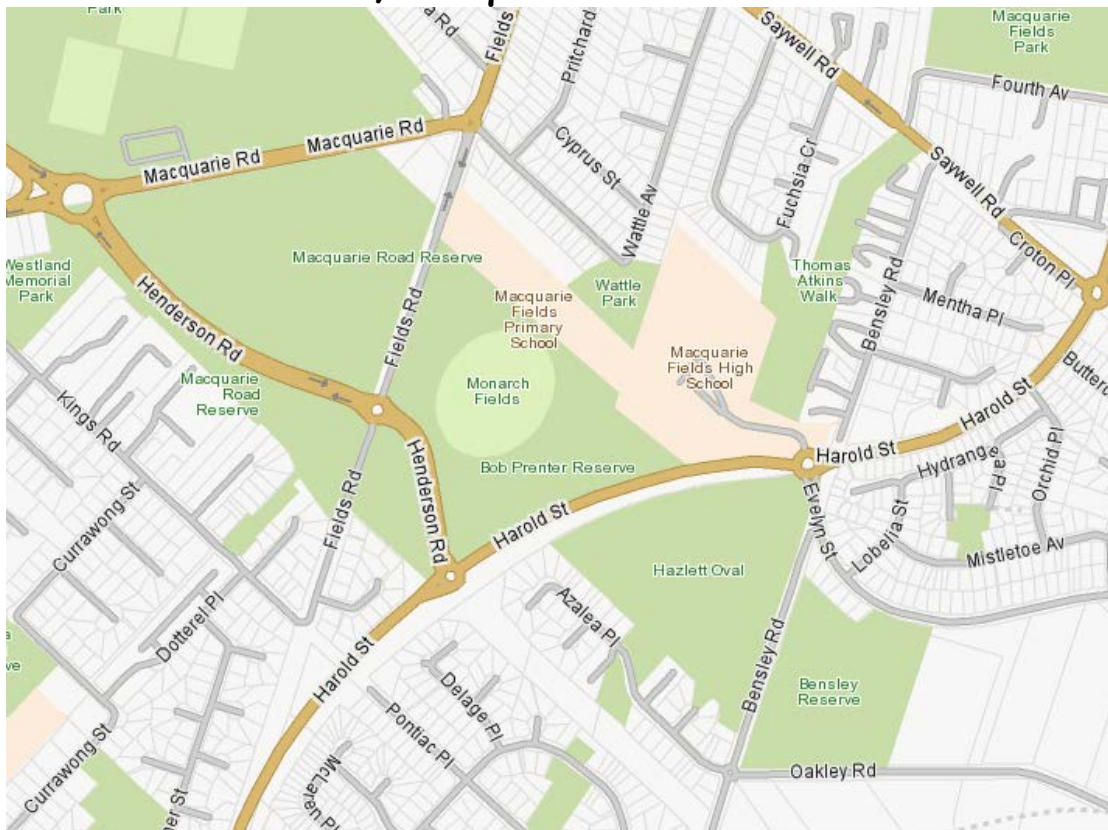 Park
Macquarie
Fields
Park
Fields
Pritchard
Saywell Rd
Fourth Av
Macquarie Rd
Macquarie Rd
Cyprus St
Fuchsia Cr
Saywell Rd
Wattle Av
Croton Pl
Westland
Memorial
Park
Macquarie Road Reserve
Henderson Rd
Fields Rd
Macquarie
Fields
Primary
School
Wattle
Park
Thomas
Atkins
Walk
Bensley Rd
Mentha Pl
Macquarie
Road
Reserve
Kings Rd
Monarch
Fields
Macquarie
Fields High
School
Harold St
Harold St
Henderson Rd
Bob Prenter Reserve
Hydrangea Pl
Orchid Pl
Currawong St
Fields Rd
Harold St
Evelyn St
Lobelia St
Mistletoe Av
Hazlett Oval
Azalea Pl
Dotterel Pl
Harold St
Delage Pl
Pontiac Pl
Bensley Rd
Bensley
Reserve
Currawong St
McLaren Pl
Oakley Rd